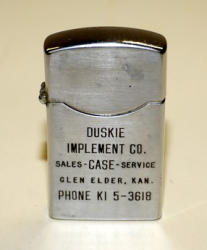 DUSKIE
IMPLEMENT CO.
SALES-CASE-SERVICE
GLEN ELDER, KAN.
PHONE KI 5-3618